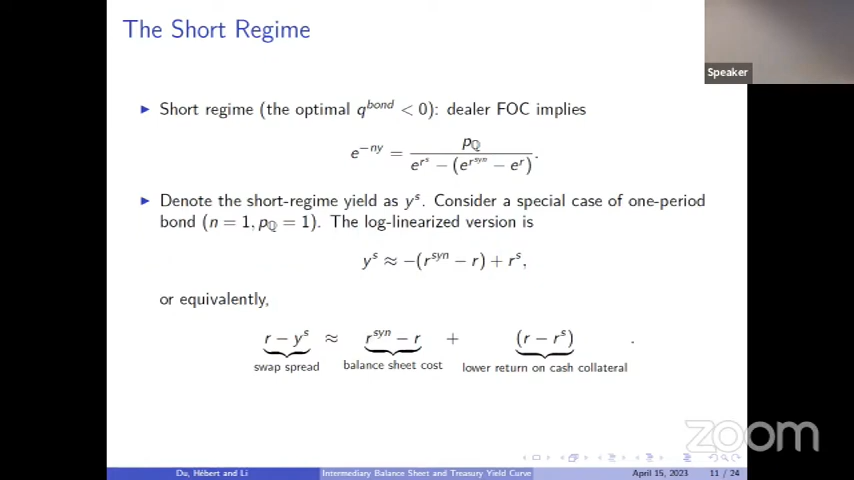 The Short Regime
Speaker
▶ Short regime (the optimal q^bond < 0): dealer FOC implies
e^{−ny} = p_ℚ / (e^{r^s} − (e^{r^syn} − e^r)).
▶ Denote the short-regime yield as y^s. Consider a special case of one-period
bond (n = 1, p_ℚ = 1). The log-linearized version is
y^s ≈ −(r^syn − r) + r^s,
or equivalently,
r − y^s ≈ r^syn − r + (r − r^s) .
swap spread balance sheet cost lower return on cash collateral
zoom
Du, Hébert and Li Intermediary Balance Sheet and Treasury Yield Curve April 15, 2023 11 / 24